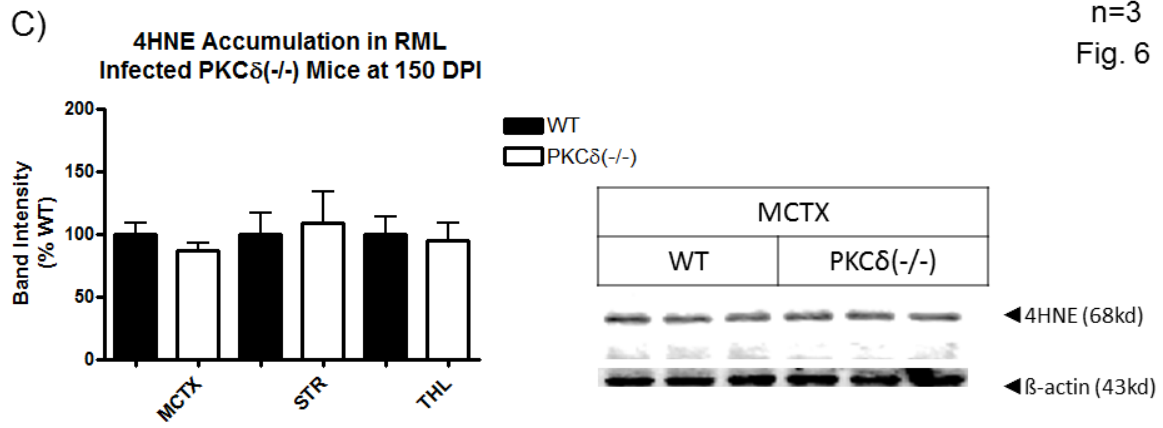 C)
n=3
Fig. 6
4HNE Accumulation in RML
Infected PKCδ(-/-) Mice at 150 DPI
200
150
100
50
0
Band Intensity
(% WT)
MCTX
STR
THL
WT
PKCδ(-/-)
MCTX
WT PKCδ(-/-)
4HNE (68kd)
ß-actin (43kd)